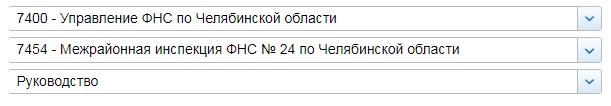 7400 - Управление ФНС по Челябинской области
7454 - Межрайонная инспекция ФНС № 24 по Челябинской области
Руководство